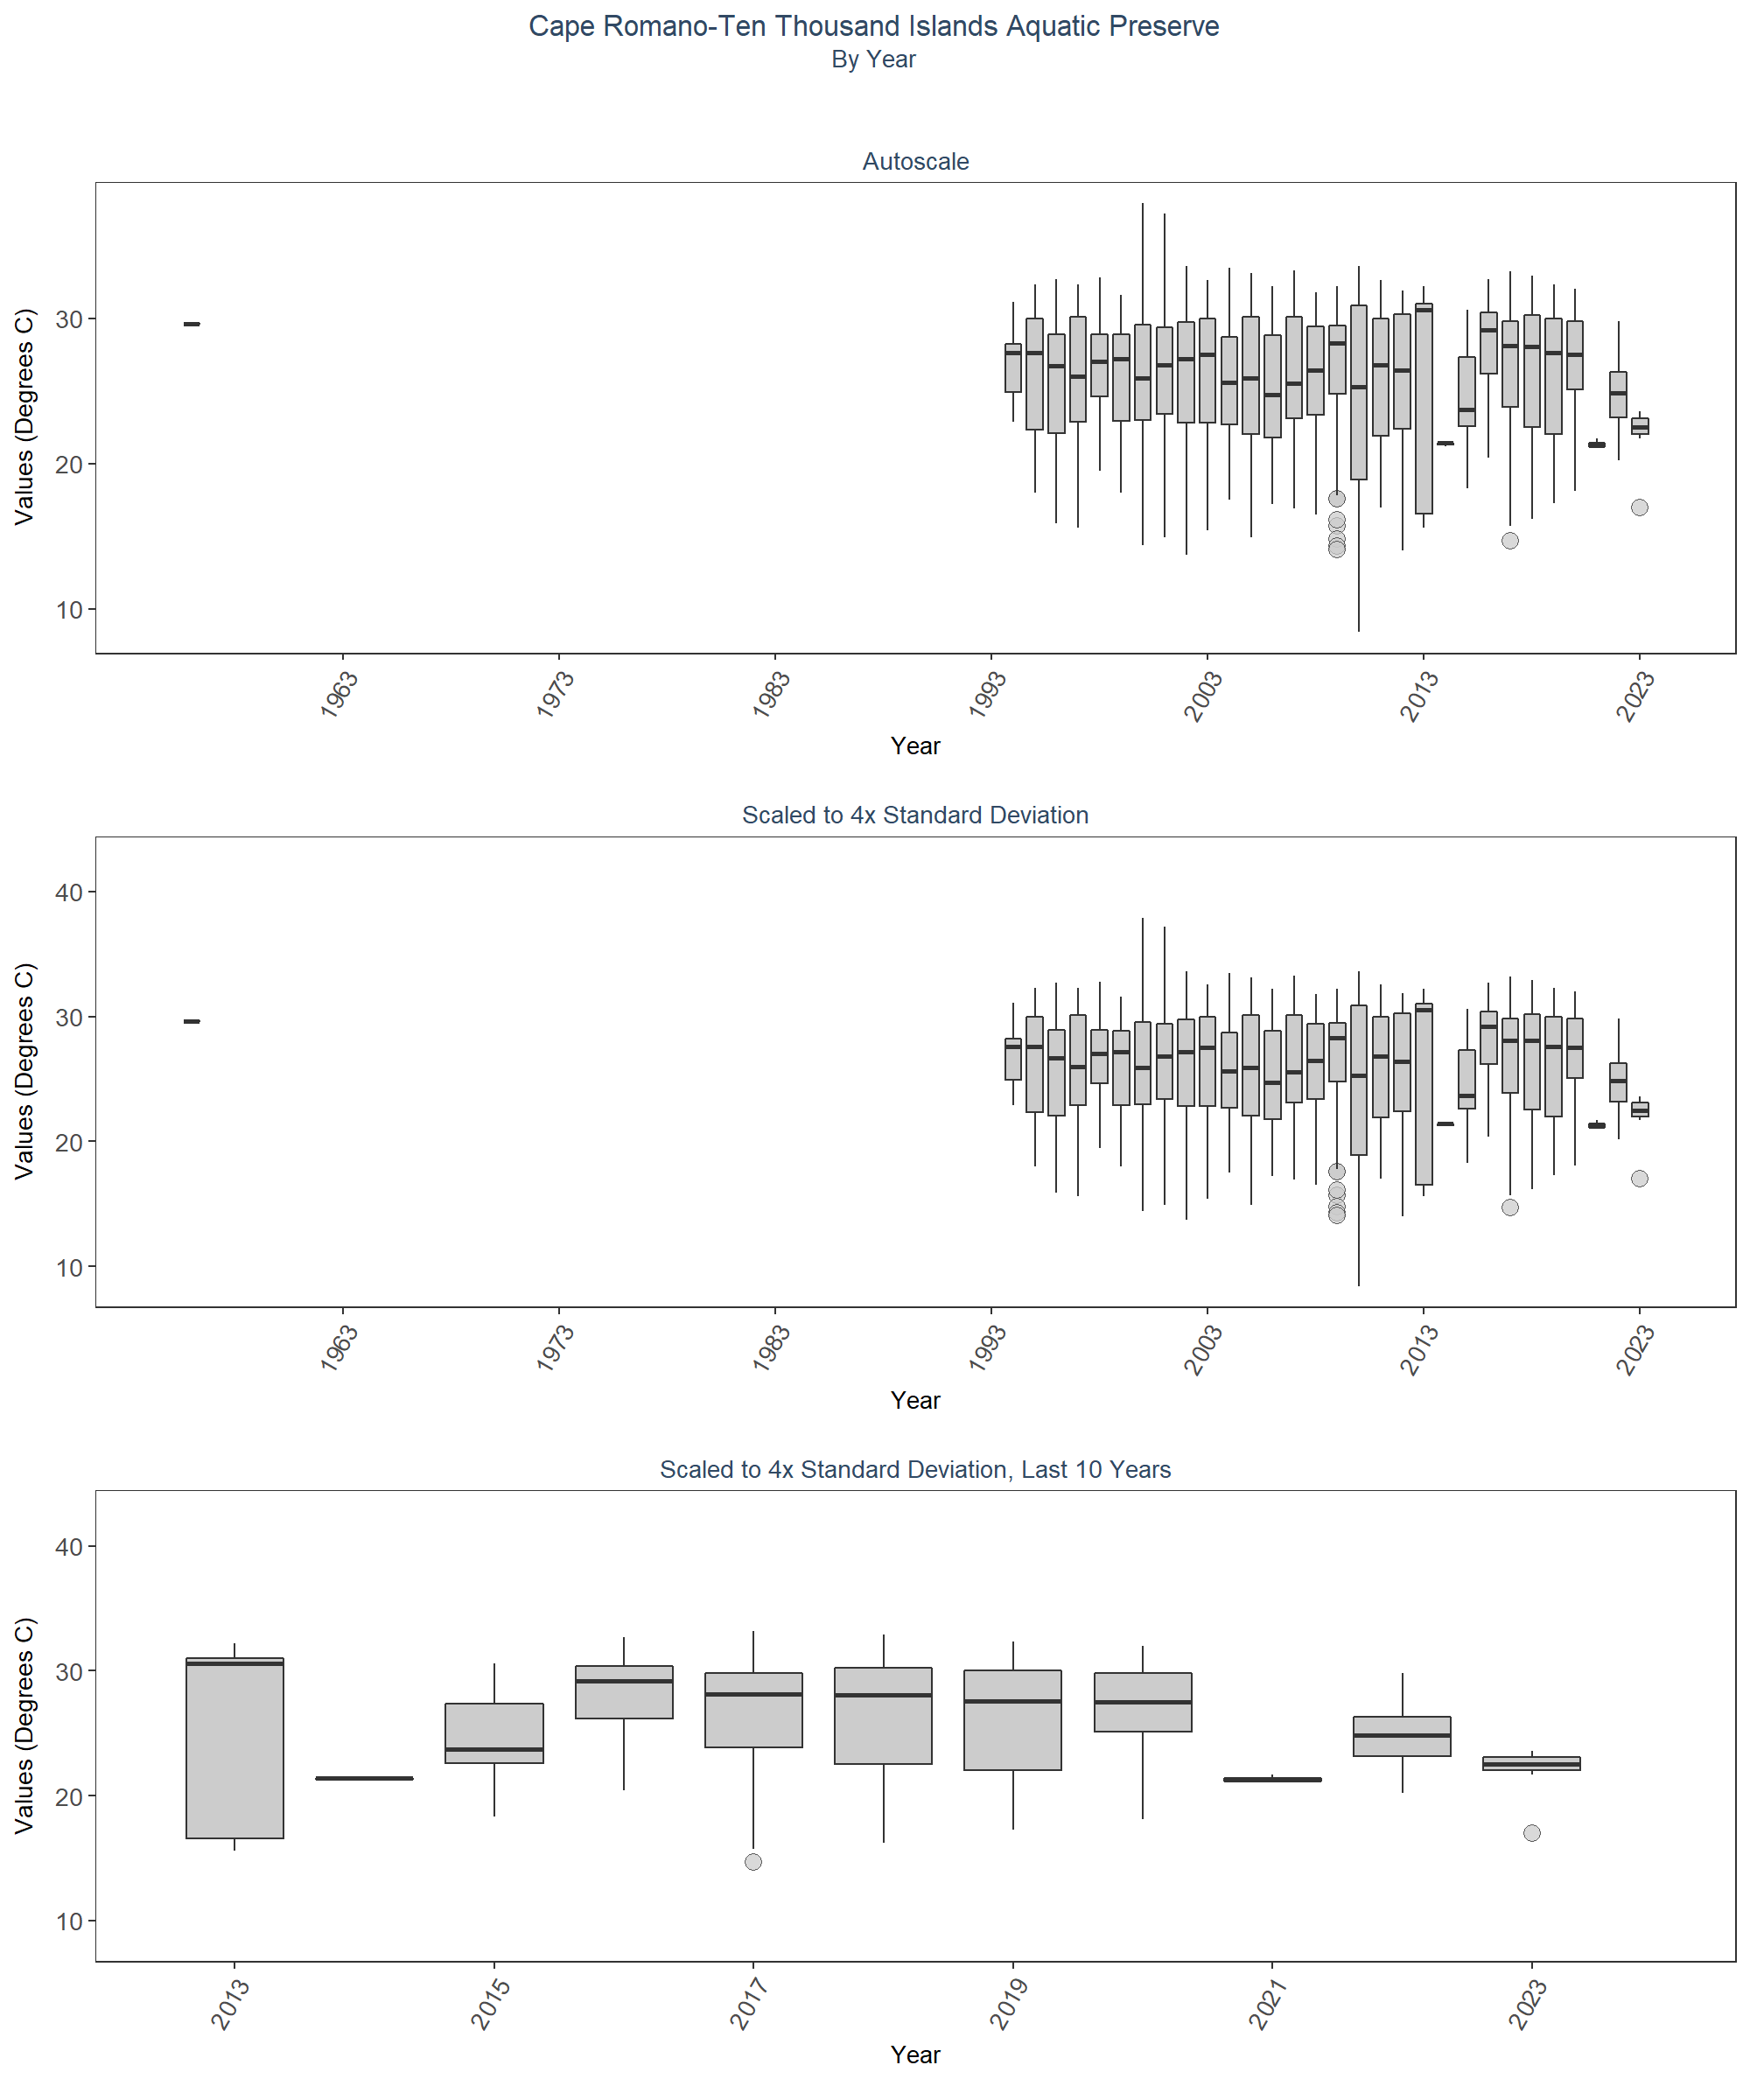 Cape Romano-Ten Thousand Islands Aquatic Preserve
By Year
Autoscale
Values (Degrees C)
30
20
10
1963
1973
1983
1993
2003
2013
2023
Year
Scaled to 4x Standard Deviation
Values (Degrees C)
40
30
20
10
1963
1973
1983
1993
2003
2013
2023
Year
Scaled to 4x Standard Deviation, Last 10 Years
Values (Degrees C)
40
30
20
10
2013
2015
2017
2019
2021
2023
Year